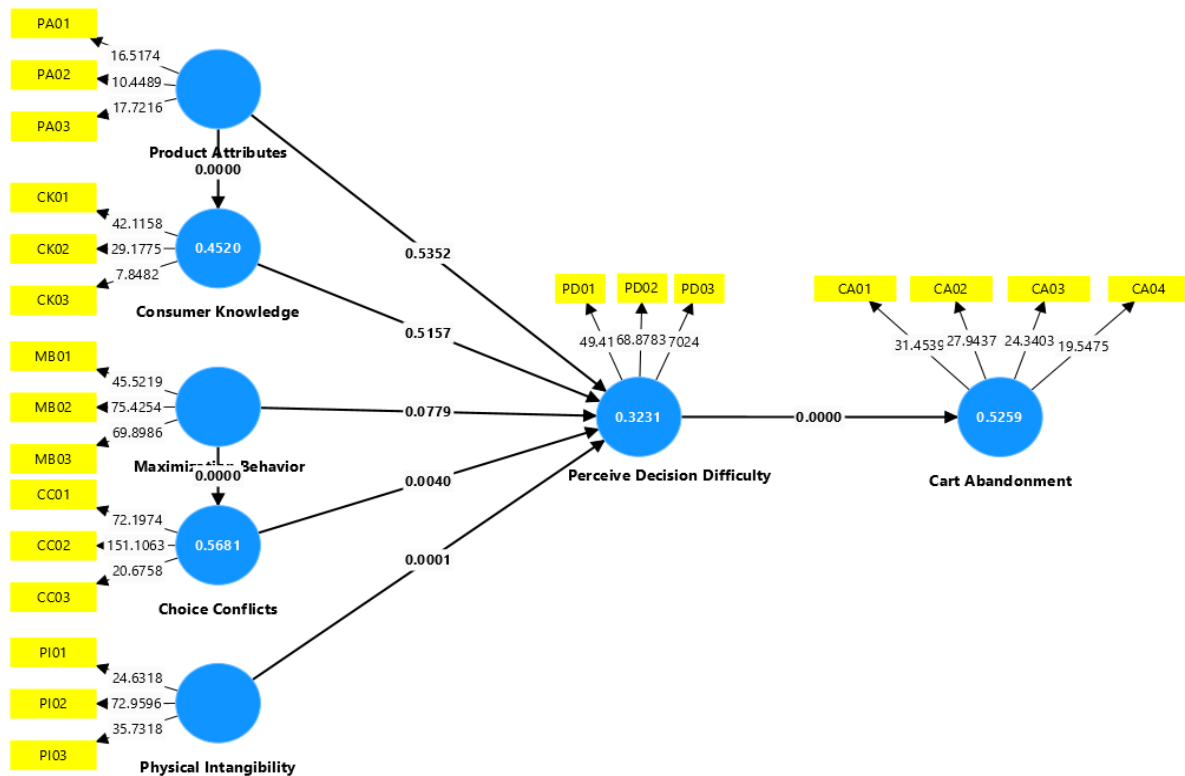 PA01
16.5174
PA02
10.4489
17.7216
PA03
Product Attributes
0.0000
CK01
42.1158
CK02
29.1775
0.4520
7.8482
CK03
Consumer Knowledge
0.5352
0.5157
MB01
45.5219
MB02
75.4254
69.8986
MB03
Maximization Behavior
0.0000
0.0779
CC01
72.1974
CC02
151.1063
0.5681
20.6758
CC03
Choice Conflicts
0.0040
0.0001
PI01
24.6318
PI02
72.9596
35.7318
PI03
Physical Intangibility
PD01
PD02
PD03
49.41
68.8783
7024
0.3231
Perceive Decision Difficulty
0.0000
CA01
CA02
CA03
CA04
31.4539
27.9437
24.3403
19.5475
0.5259
Cart Abandonment